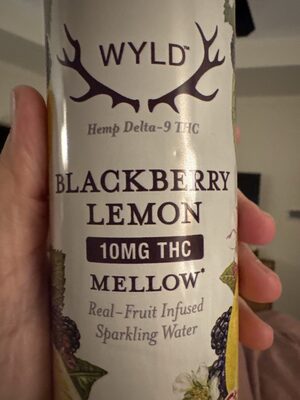 WYLD™
Hemp Delta-9 THC
BLACKBERRY
LEMON
10MG THC
MELLOW*
Real-Fruit Infused
Sparkling Water